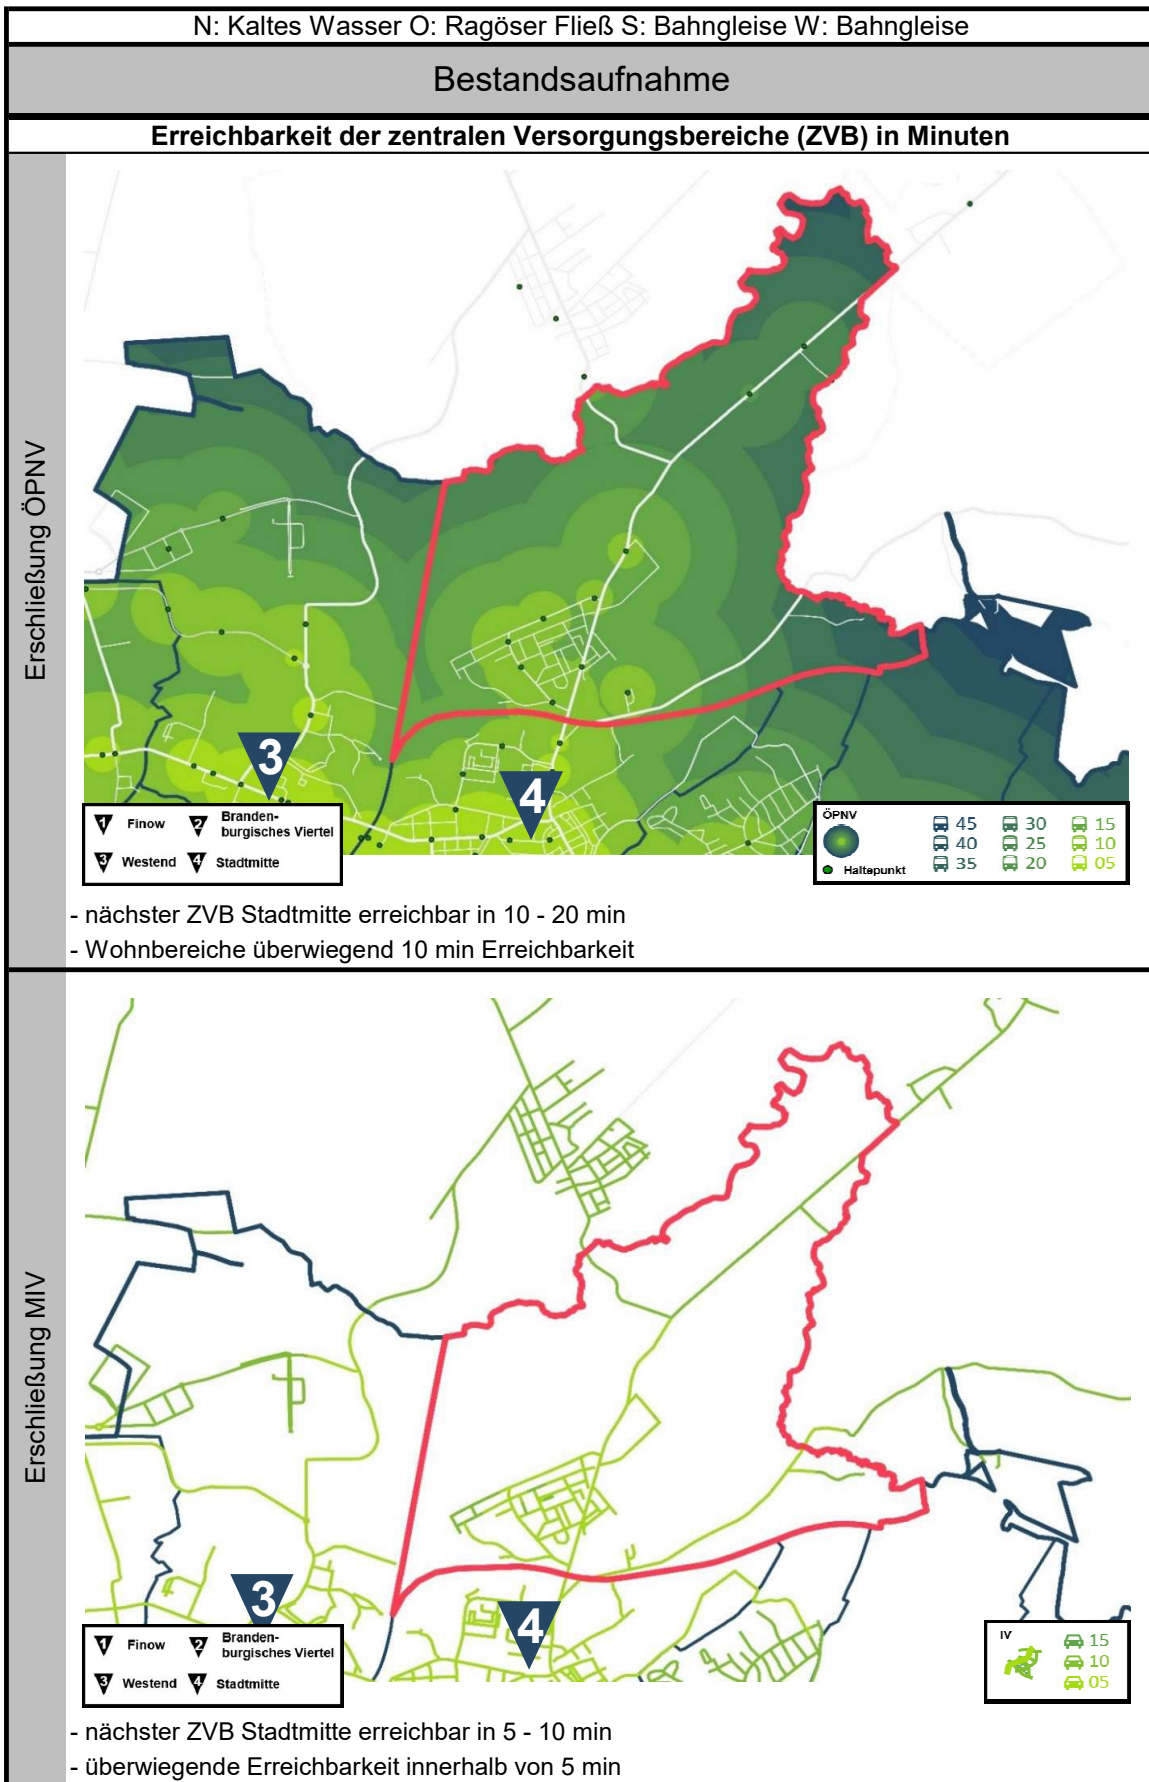 N: Kaltes Wasser O: Ragöser Fließ S: Bahngleise W: Bahngleise
Bestandsaufnahme
Erreichbarkeit der zentralen Versorgungsbereiche (ZVB) in Minuten
Erschließung ÖPNV
3
4
1 Finow 2 Branden-
burgisches Viertel
3 Westend 4 Stadtmitte
ÖPNV
45 30 15
40 25 10
35 20 05
Haltepunkt
- nächster ZVB Stadtmitte erreichbar in 10 - 20 min
- Wohnbereiche überwiegend 10 min Erreichbarkeit
Erschließung MIV
3
4
1 Finow 2 Branden-
burgisches Viertel
3 Westend 4 Stadtmitte
IV
15
10
05
- nächster ZVB Stadtmitte erreichbar in 5 - 10 min
- überwiegende Erreichbarkeit innerhalb von 5 min